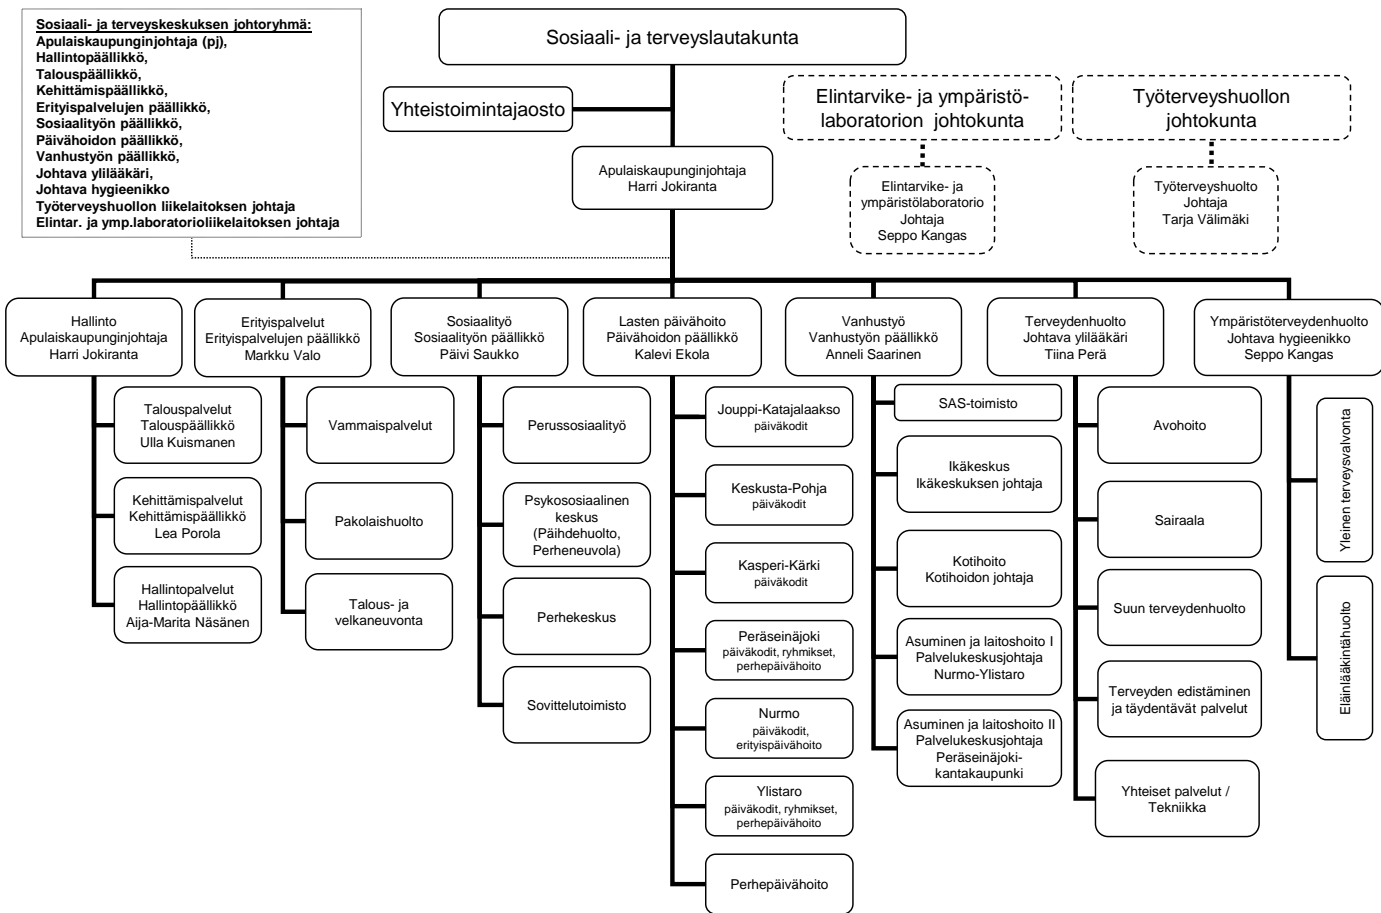 Sosiaali- ja terveyskeskuksen johtoryhmä:
Apulaiskaupunginjohtaja (pj),
Hallintopäällikkö,
Talouspäällikkö,
Kehittämispäällikkö,
Erityispalvelujen päällikkö,
Sosiaalityön päällikkö,
Päivähoidon päällikkö,
Vanhustyön päällikkö,
Johtava ylilääkäri,
Johtava hygieenikko
Työterveyshuollon liikelaitoksen johtaja
Elintar. ja ymp.laboratorioliikelaitoksen johtaja
Sosiaali- ja terveyslautakunta
Yhteistoimintajaosto
Apulaiskaupunginjohtaja
Harri Jokiranta
Elintarvike- ja ympäristö-
laboratorion johtokunta
Elintarvike- ja
ympäristölaboratorio
Johtaja
Seppo Kangas
Työterveyshuollon
johtokunta
Työterveyshuolto
Johtaja
Tarja Välimäki
Hallinto
Apulaiskaupunginjohtaja
Harri Jokiranta
Talouspalvelut
Talouspäällikkö
Ulla Kuismanen
Kehittämispalvelut
Kehittämispäällikkö
Lea Porola
Hallintopalvelut
Hallintopäällikkö
Aija-Marita Näsänen
Erityispalvelut
Erityispalvelujen päällikkö
Markku Valo
Vammaispalvelut
Pakolaishuolto
Talous- ja
velkaneuvonta
Sosiaalityö
Sosiaalityön päällikkö
Päivi Saukko
Perussosiaalityö
Psykososiaalinen
keskus
(Päihdehuolto,
Perheneuvola)
Perhekeskus
Sovittelutoimisto
Lasten päivähoito
Päivähoidon päällikkö
Kalevi Ekola
Jouppi-Katajalaakso
päiväkodit
Keskusta-Pohja
päiväkodit
Kasperi-Kärki
päiväkodit
Peräseinäjoki
päiväkodit, ryhmikset,
perhepäivähoito
Nurmo
päiväkodit,
erityispäivähoito
Ylistaro
päiväkodit, ryhmikset,
perhepäivähoito
Perhepäivähoito
Vanhustyö
Vanhustyön päällikkö
Anneli Saarinen
SAS-toimisto
Ikäkeskus
Ikäkeskuksen johtaja
Kotihoito
Kotihoidon johtaja
Asuminen ja laitoshoito I
Palvelukeskusjohtaja
Nurmo-Ylistaro
Asuminen ja laitoshoito II
Palvelukeskusjohtaja
Peräseinäjoki-
kantakaupunki
Terveydenhuolto
Johtava ylilääkäri
Tiina Perä
Avohoito
Sairaala
Suun terveydenhuolto
Terveyden edistäminen
ja täydentävät palvelut
Yhteiset palvelut /
Tekniikka
Ympäristöterveydenhuolto
Johtava hygieenikko
Seppo Kangas
Yleinen terveysvalvonta
Eläinlääkintähuolto